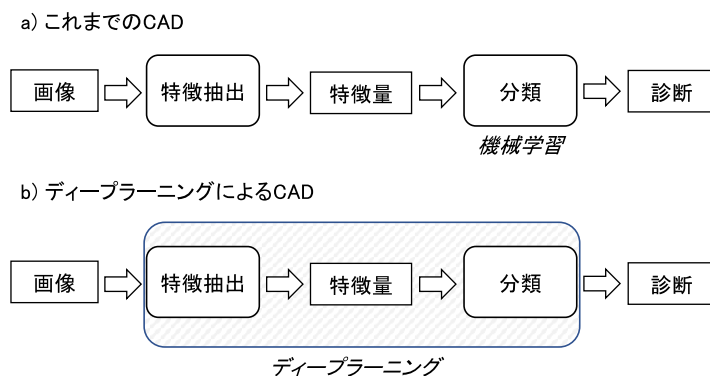 a) これまでのCAD
画像 特徴抽出 特徴量 分類 診断
機械学習
b) ディープラーニングによるCAD
画像 特徴抽出 特徴量 分類 診断
ディープラーニング